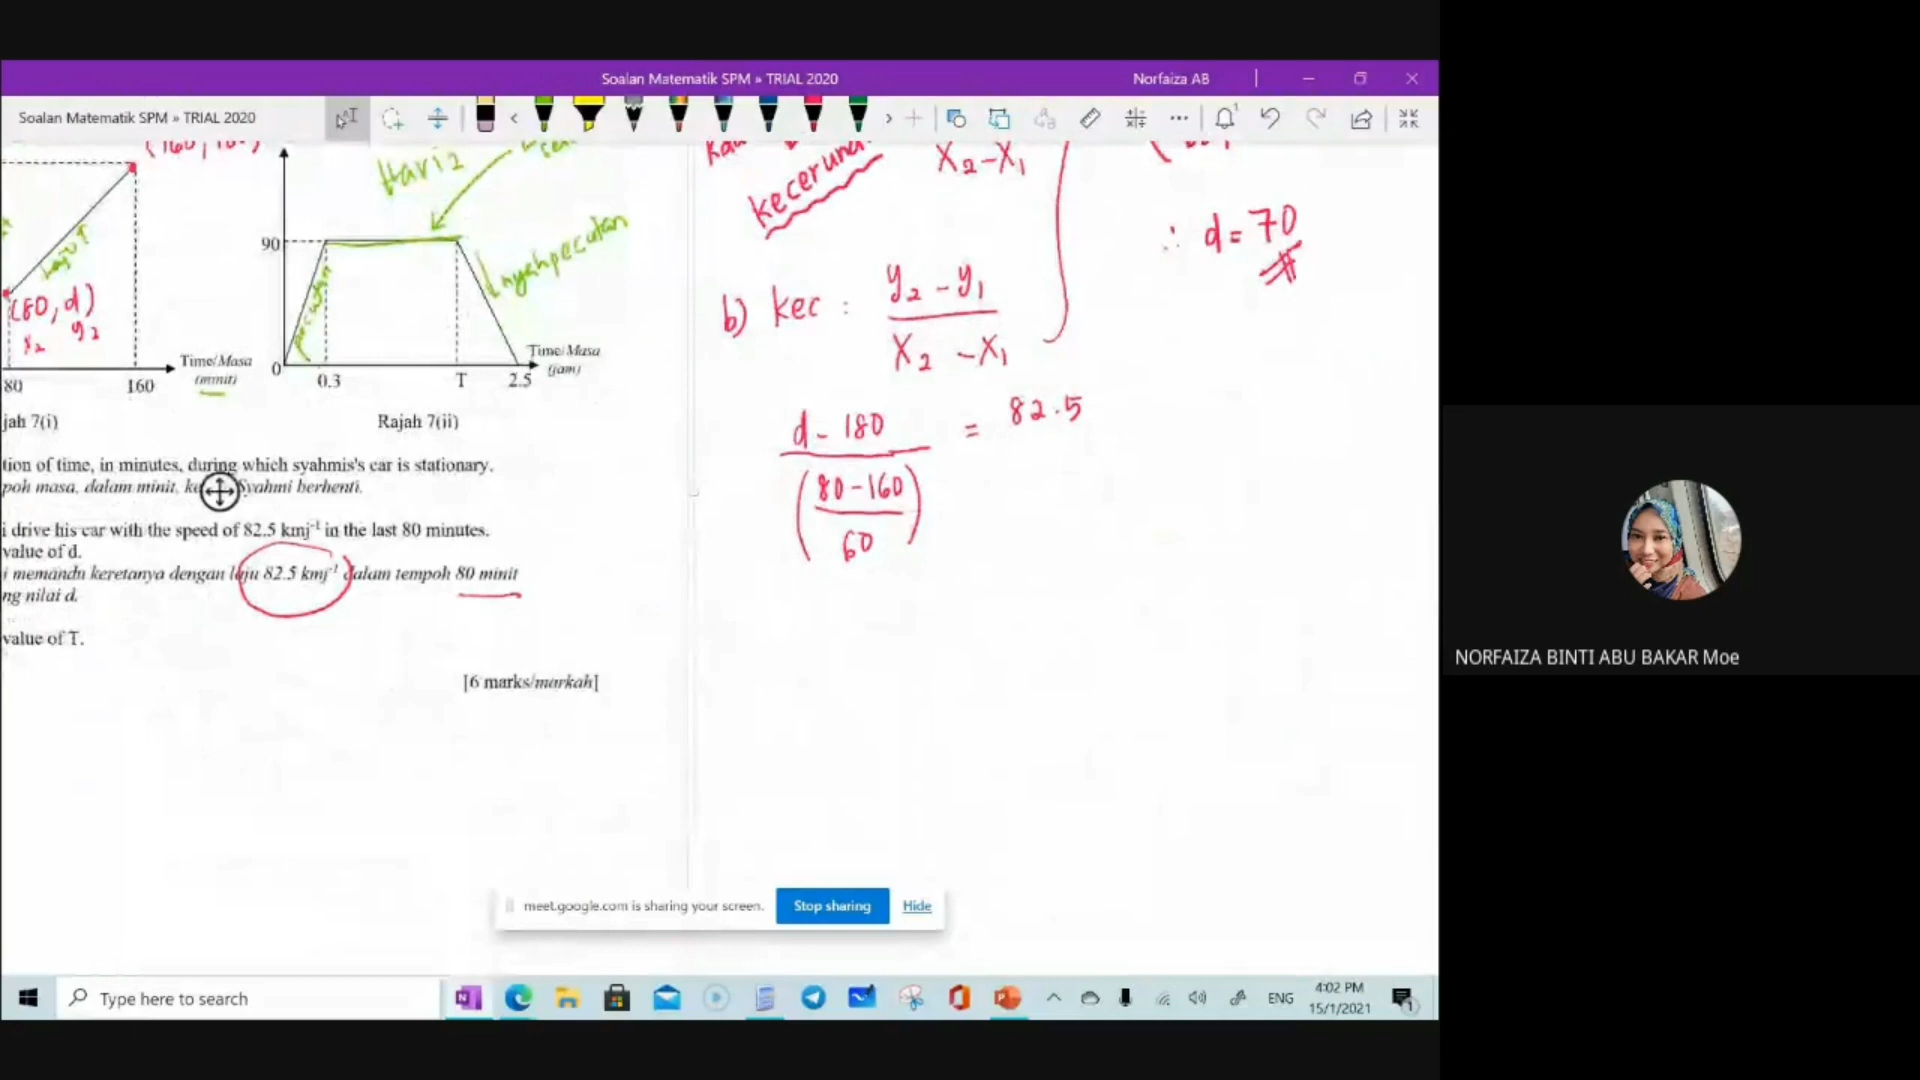 Soalan Matematik SPM » TRIAL 2020
Norfaiza AB
Soalan Matematik SPM » TRIAL 2020
Hariz
Laju ↑
(80, d)
x₂ y₂
80
160
Time/Masa
(minit)
jah 7(i)
90
0
0.3
T
2.5
Time/Masa
(jam)
nyahpecutan
Rajah 7(ii)
tion of time, in minutes, during which syahmis's car is stationary.
poh masa, dalam minit, Syahmi berhenti.
i drive his car with the speed of 82.5 kmj⁻¹ in the last 80 minutes.
value of d.
i memandu keretanya dengan laju 82.5 kmj⁻¹ dalam tempoh 80 minit
ng nilai d.
value of T.
[6 marks/markah]
X₂-X₁
∴ d = 70
b) kec : y₂ - y₁
X₂ - X₁
d - 180 = 82.5
(80 - 160
60)
meet.google.com is sharing your screen.
Stop sharing
Hide
NORFAIZA BINTI ABU BAKAR Moe
Type here to search
ENG
4:02 PM
15/1/2021